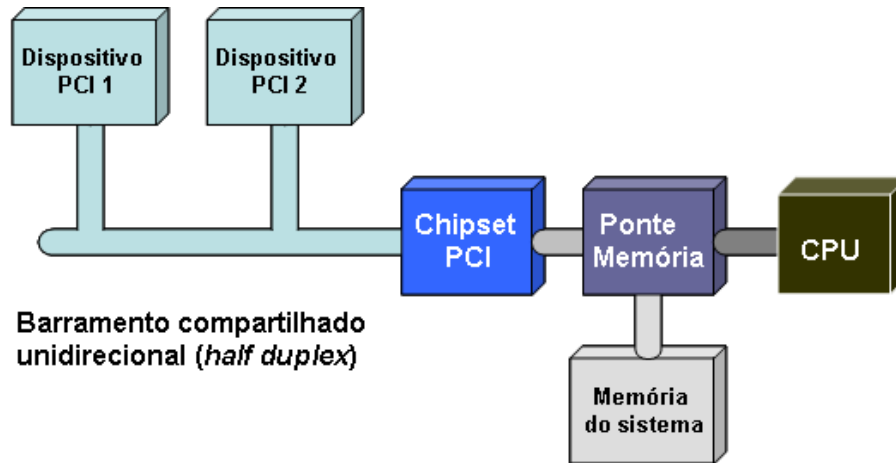 Dispositivo
PCI 1
Dispositivo
PCI 2
Chipset
PCI
Ponte
Memória
CPU
Barramento compartilhado
unidirecional (half duplex)
Memória
do sistema